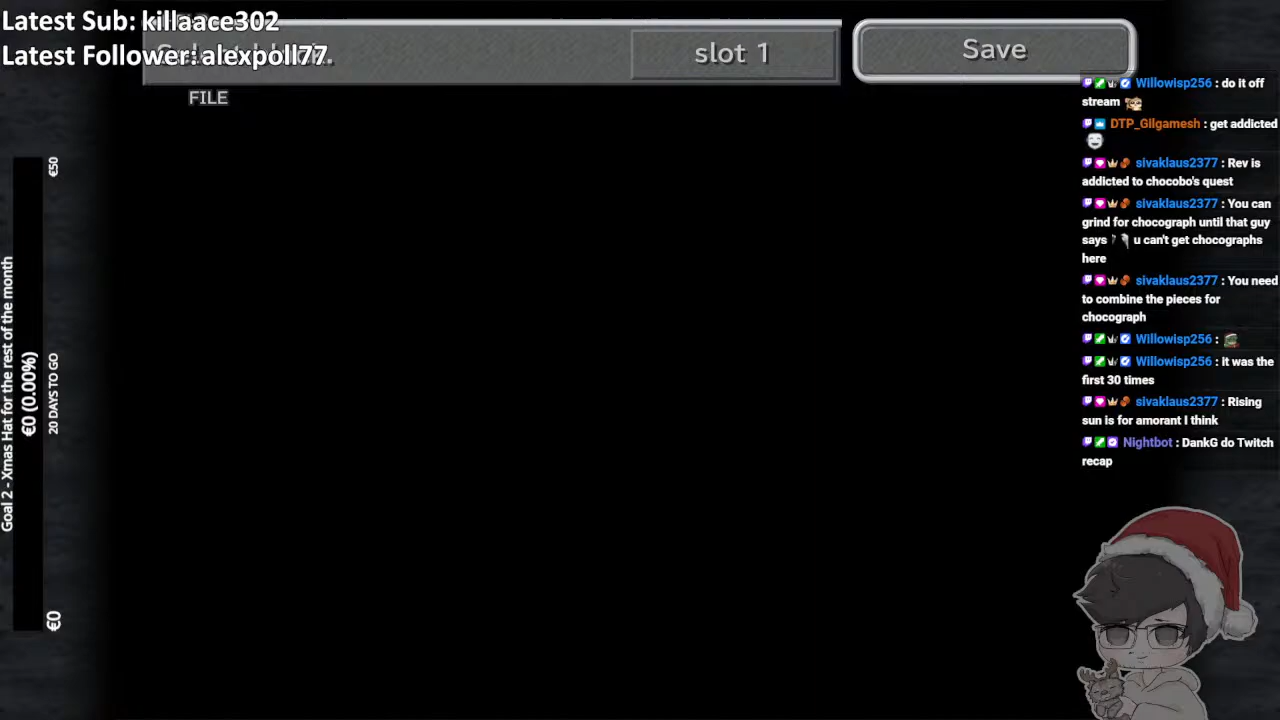 Latest Sub: killaace302
Latest Follower: alexpoll77
slot 1
Save
FILE
Goal 2 - Xmas Hat for the rest of the month
€0 (0.00%)
20 DAYS TO GO
€50
€0
Willowisp256 : do it off
stream
DTP_Gilgamesh : get addicted
sivaklaus2377 : Rev is
addicted to chocobo's quest
sivaklaus2377 : You can
grind for chocograph until that guy
says u can't get chocographs
here
sivaklaus2377 : You need
to combine the pieces for
chocograph
Willowisp256 :
Willowisp256 : it was the
first 30 times
sivaklaus2377 : Rising
sun is for amorant I think
Nightbot : DankG do Twitch
recap